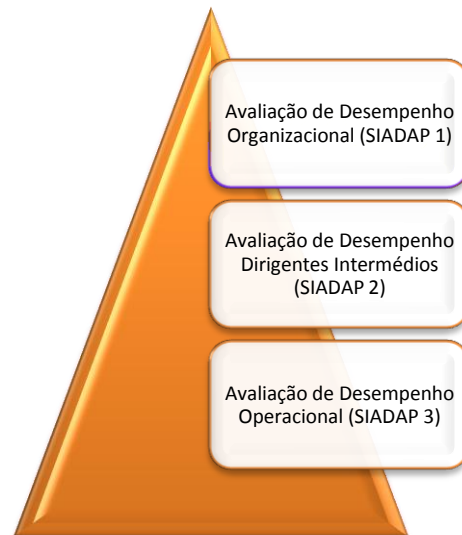 Avaliação de Desempenho
Organizacional (SIADAP 1)
Avaliação de Desempenho
Dirigentes Intermédios
(SIADAP 2)
Avaliação de Desempenho
Operacional (SIADAP 3)